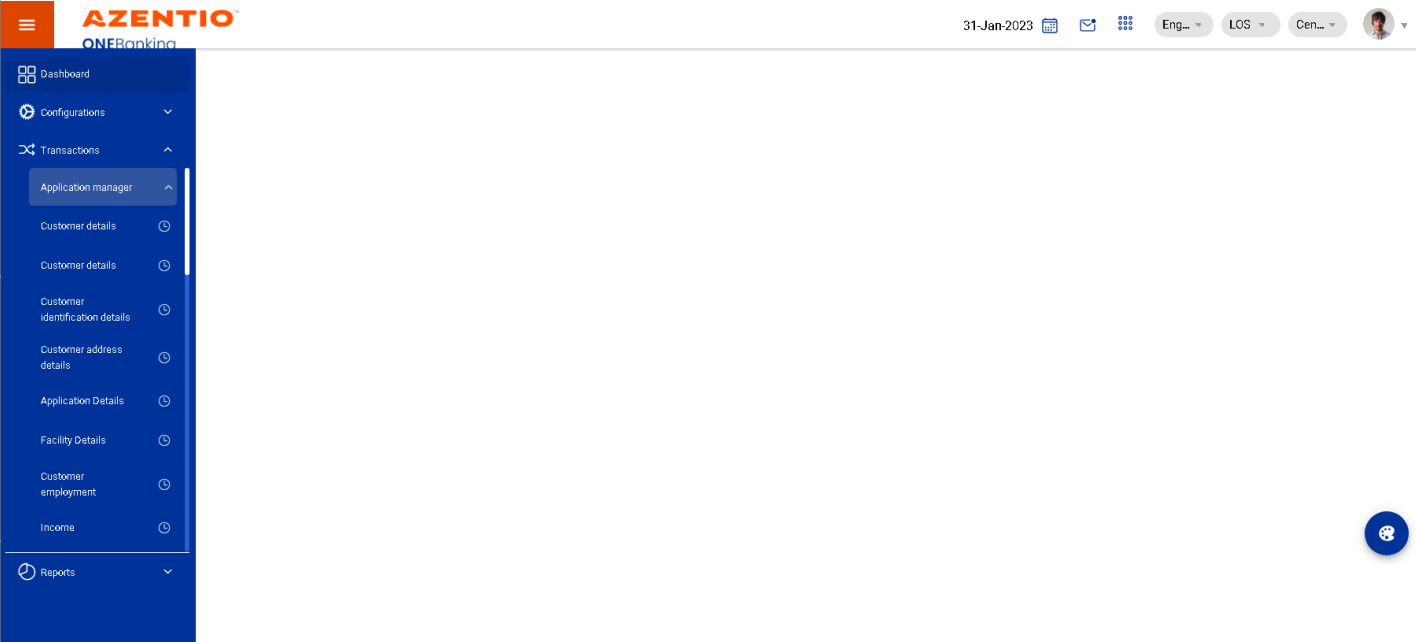 AZENTIO
ONEBanking
31-Jan-2023
Eng...
LOS
Cen...
Dashboard
Configurations
Transactions
Application manager
Customer details
Customer details
Customer
identification details
Customer address
details
Application Details
Facility Details
Customer
employment
Income
Reports